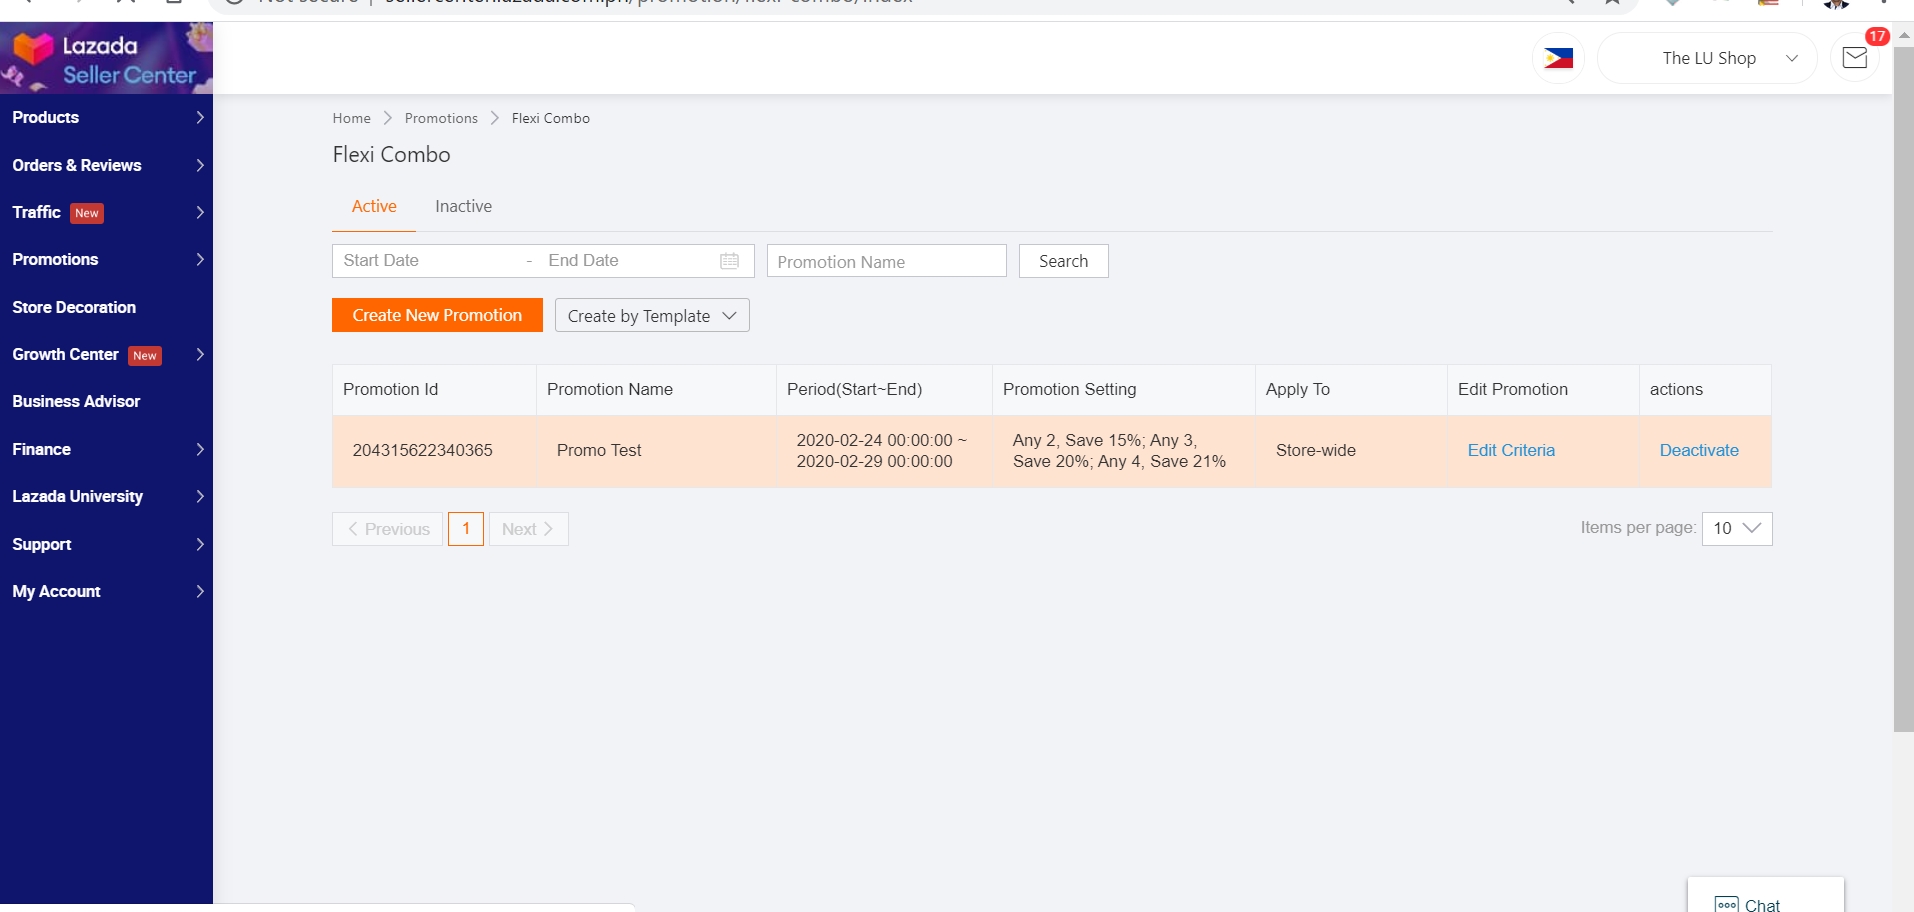 Lazada
Seller Center
The LU Shop
17
Products
Orders & Reviews
Traffic New
Promotions
Store Decoration
Growth Center New
Business Advisor
Finance
Lazada University
Support
My Account
Home > Promotions > Flexi Combo
Flexi Combo
Active Inactive
Start Date - End Date Promotion Name Search
Create New Promotion Create by Template
Promotion Id Promotion Name Period(Start~End) Promotion Setting Apply To Edit Promotion actions
204315622340365 Promo Test 2020-02-24 00:00:00 ~ Any 2, Save 15%; Any 3, Store-wide Edit Criteria Deactivate
2020-02-29 00:00:00 Save 20%; Any 4, Save 21%
Previous 1 Next Items per page: 10
Chat